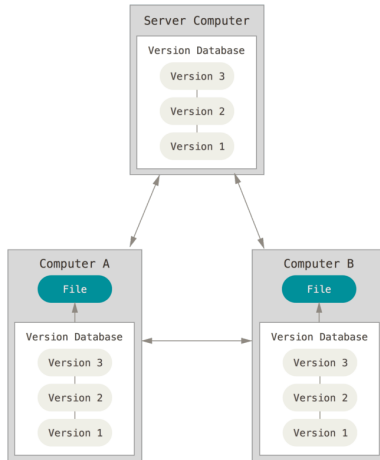 Server Computer
Version Database
Version 3
Version 2
Version 1
Computer A
File
Version Database
Version 3
Version 2
Version 1
Computer B
File
Version Database
Version 3
Version 2
Version 1